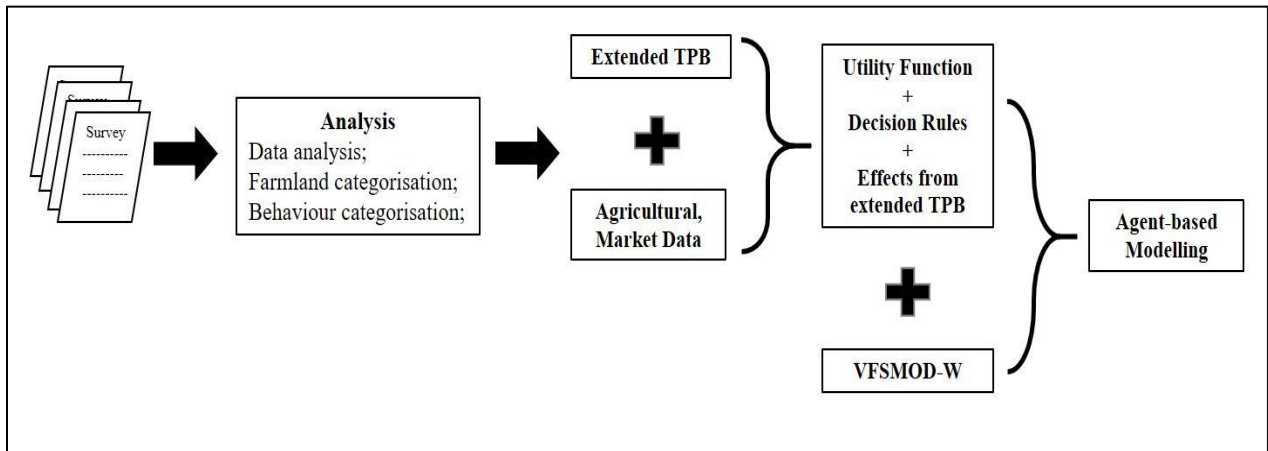 Survey
----------
----------
----------
Analysis
Data analysis;
Farmland categorisation;
Behaviour categorisation;
Extended TPB
Agricultural,
Market Data
Utility Function
+
Decision Rules
+
Effects from
extended TPB
VFSMOD-W
Agent-based
Modelling